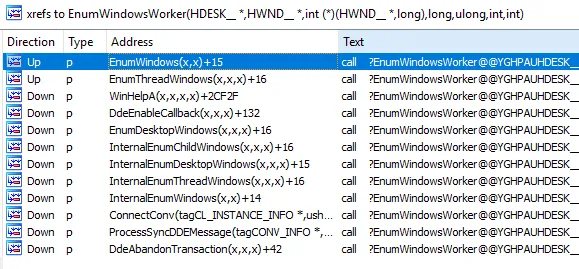 xrefs to EnumWindowsWorker(HDESK__ *,HWND__ *,int (*)(HWND__ *,long),long,ulong,int,int)
Direction Type Address Text
Up p EnumWindows(x,x)+15 call ?EnumWindowsWorker@@YGHPAUHDESK__
Up p EnumThreadWindows(x,x,x)+16 call ?EnumWindowsWorker@@YGHPAUHDESK__
Down p WinHelpA(x,x,x,x)+2CF2F call ?EnumWindowsWorker@@YGHPAUHDESK__
Down p DdeEnableCallback(x,x,x)+132 call ?EnumWindowsWorker@@YGHPAUHDESK__
Down p EnumDesktopWindows(x,x,x)+16 call ?EnumWindowsWorker@@YGHPAUHDESK__
Down p InternalEnumChildWindows(x,x,x)+16 call ?EnumWindowsWorker@@YGHPAUHDESK__
Down p InternalEnumDesktopWindows(x,x,x)+15 call ?EnumWindowsWorker@@YGHPAUHDESK__
Down p InternalEnumThreadWindows(x,x,x)+16 call ?EnumWindowsWorker@@YGHPAUHDESK__
Down p InternalEnumWindows(x,x)+14 call ?EnumWindowsWorker@@YGHPAUHDESK__
Down p ConnectConv(tagCL_INSTANCE_INFO *,ush... call ?EnumWindowsWorker@@YGHPAUHDESK__
Down p ProcessSyncDDEMessage(tagCONV_INFO *,... call ?EnumWindowsWorker@@YGHPAUHDESK__
Down p DdeAbandonTransaction(x,x,x)+42 call ?EnumWindowsWorker@@YGHPAUHDESK__